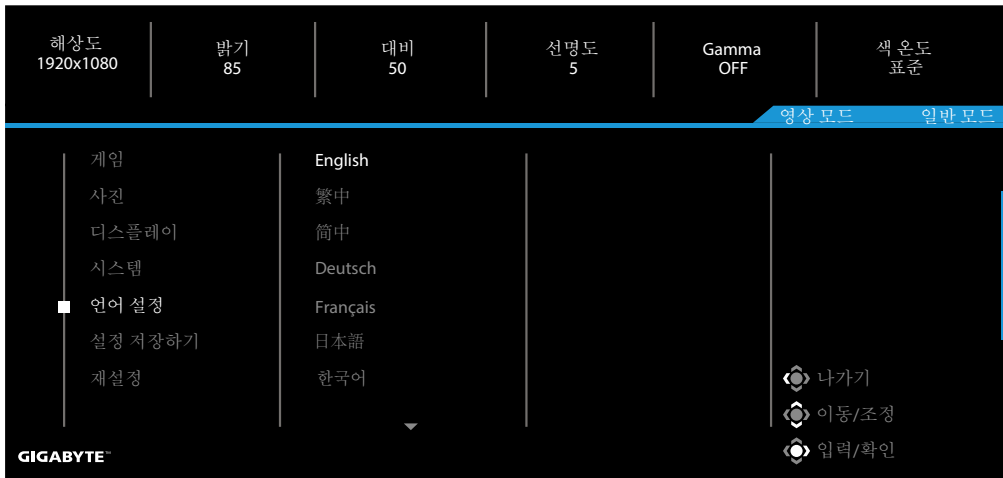 해상도
1920x1080
밝기
85
대비
50
선명도
5
Gamma
OFF
색 온도
표준
영상 모드 일반 모드
게임
사진
디스플레이
시스템
언어 설정
설정 저장하기
재설정
English
繁中
简中
Deutsch
Français
日本語
한국어
나가기
이동/조정
입력/확인
GIGABYTE™